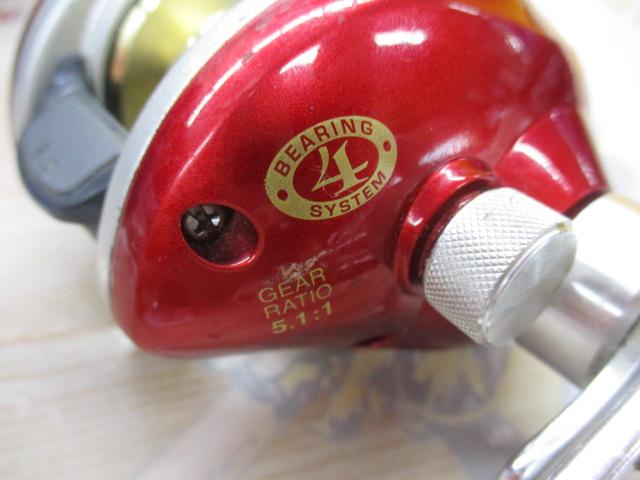 BEARING
4
SYSTEM
GEAR
RATIO
5.1:1